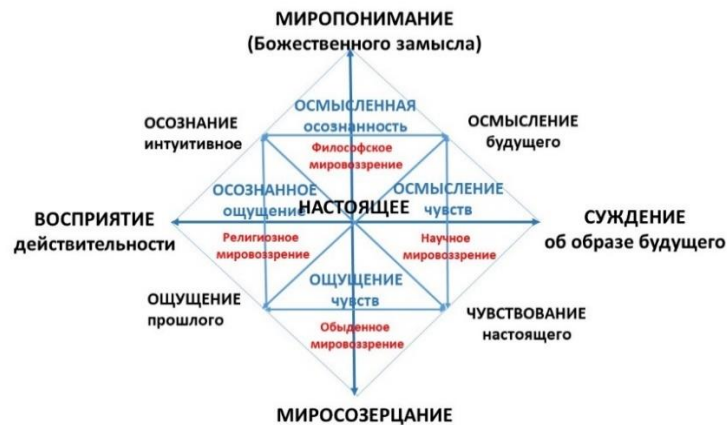 МИРОПОНИМАНИЕ
(Божественного замысла)
ОСМЫСЛЕННАЯ
осознанность
ОСОЗНАНИЕ
интуитивное
ОСМЫСЛЕНИЕ
будущего
Философское
мировоззрение
ОСОЗНАННОЕ
ощущение
ОСМЫСЛЕНИЕ
чувств
НАСТОЯЩЕЕ
ВОСПРИЯТИЕ
действительности
СУЖДЕНИЕ
об образе будущего
Религиозное
мировоззрение
Научное
мировоззрение
ОЩУЩЕНИЕ
чувств
ОЩУЩЕНИЕ
прошлого
ЧУВСТВОВАНИЕ
настоящего
Обыденное
мировоззрение
МИРОСОЗЕРЦАНИЕ